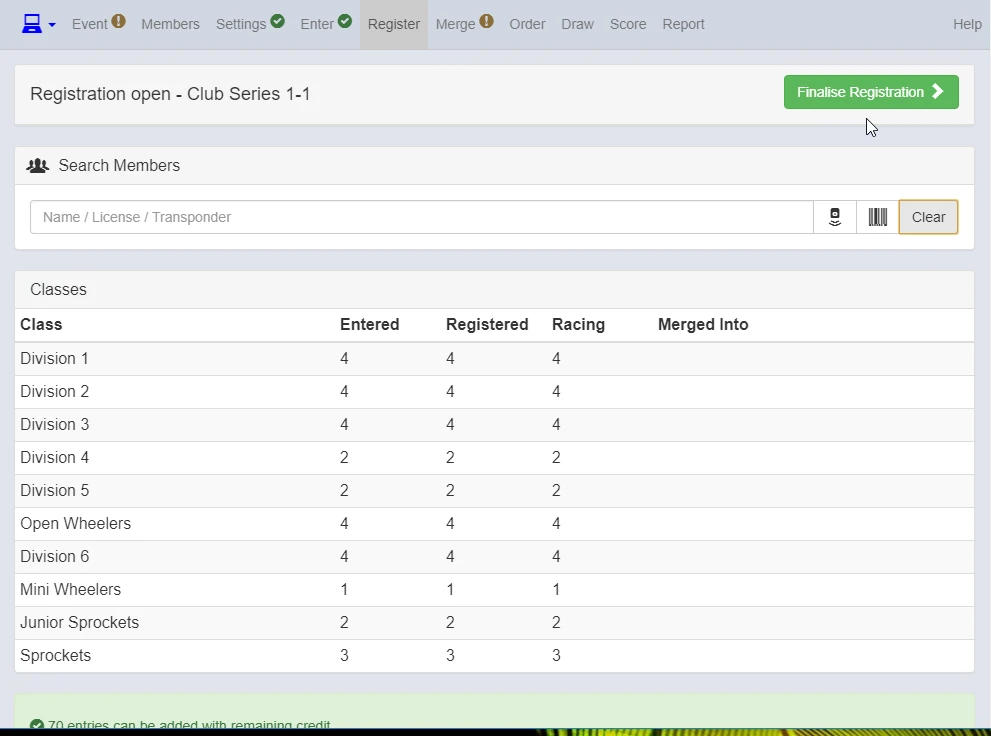 Event Members Settings Enter Register Merge Order Draw Score Report Help
Registration open - Club Series 1-1
Finalise Registration
Search Members
Name / License / Transponder
Clear
Classes
Class Entered Registered Racing Merged Into
Division 1 4 4 4
Division 2 4 4 4
Division 3 4 4 4
Division 4 2 2 2
Division 5 2 2 2
Open Wheelers 4 4 4
Division 6 4 4 4
Mini Wheelers 1 1 1
Junior Sprockets 2 2 2
Sprockets 3 3 3
70 entries can be added with remaining credit